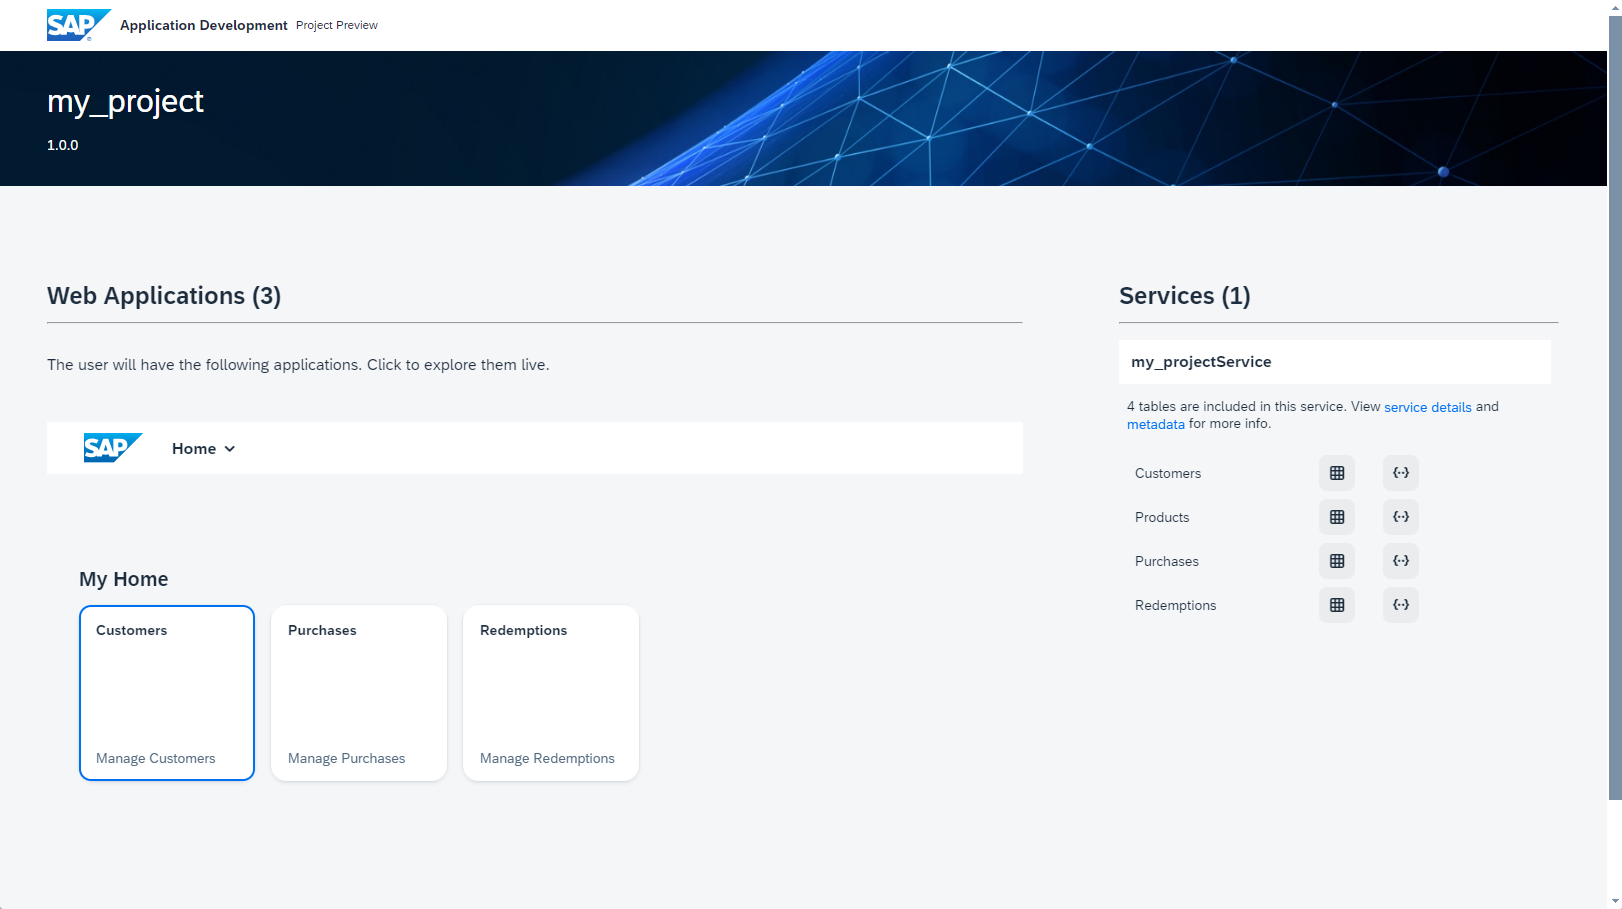 SAP Application Development Project Preview
my_project
1.0.0
Web Applications (3)
The user will have the following applications. Click to explore them live.
SAP Home
My Home
Customers
Manage Customers
Purchases
Manage Purchases
Redemptions
Manage Redemptions
Services (1)
my_projectService
4 tables are included in this service. View service details and
metadata for more info.
Customers
Products
Purchases
Redemptions